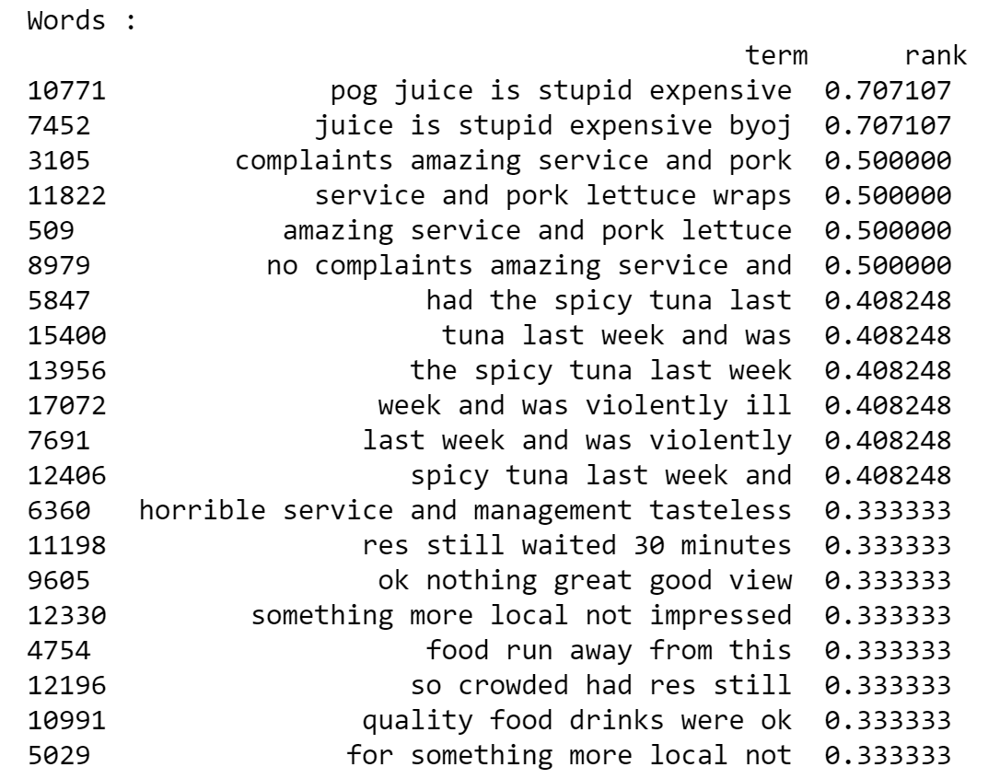 Words :
term rank
10771 pog juice is stupid expensive 0.707107
7452 juice is stupid expensive byoj 0.707107
3105 complaints amazing service and pork 0.500000
11822 service and pork lettuce wraps 0.500000
509 amazing service and pork lettuce 0.500000
8979 no complaints amazing service and 0.500000
5847 had the spicy tuna last 0.408248
15400 tuna last week and was 0.408248
13956 the spicy tuna last week 0.408248
17072 week and was violently ill 0.408248
7691 last week and was violently 0.408248
12406 spicy tuna last week and 0.408248
6360 horrible service and management tasteless 0.333333
11198 res still waited 30 minutes 0.333333
9605 ok nothing great good view 0.333333
12330 something more local not impressed 0.333333
4754 food run away from this 0.333333
12196 so crowded had res still 0.333333
10991 quality food drinks were ok 0.333333
5029 for something more local not 0.333333